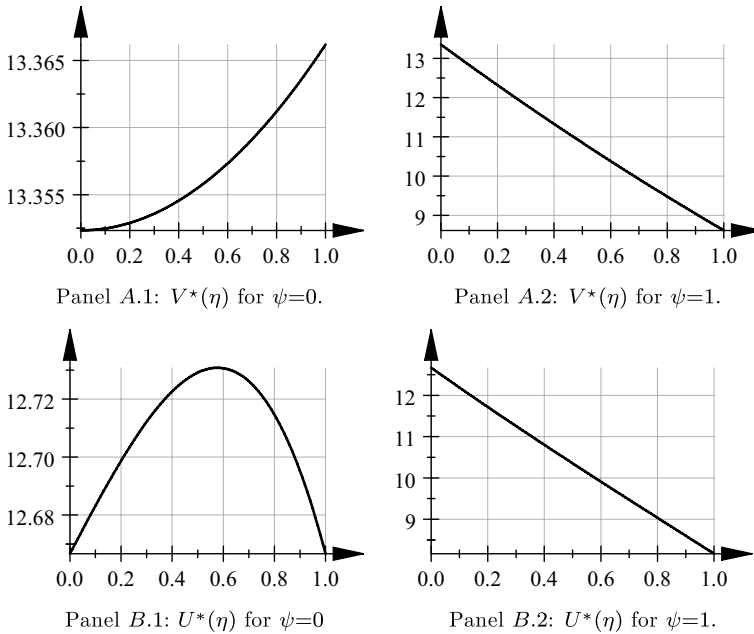 13.365
13.360
13.355
0.0 0.2 0.4 0.6 0.8 1.0
Panel A.1: V⋆(η) for ψ=0.
13
12
11
10
9
0.0 0.2 0.4 0.6 0.8 1.0
Panel A.2: V⋆(η) for ψ=1.
12.72
12.70
12.68
0.0 0.2 0.4 0.6 0.8 1.0
Panel B.1: U*(η) for ψ=0
12
11
10
9
0.0 0.2 0.4 0.6 0.8 1.0
Panel B.2: U*(η) for ψ=1.